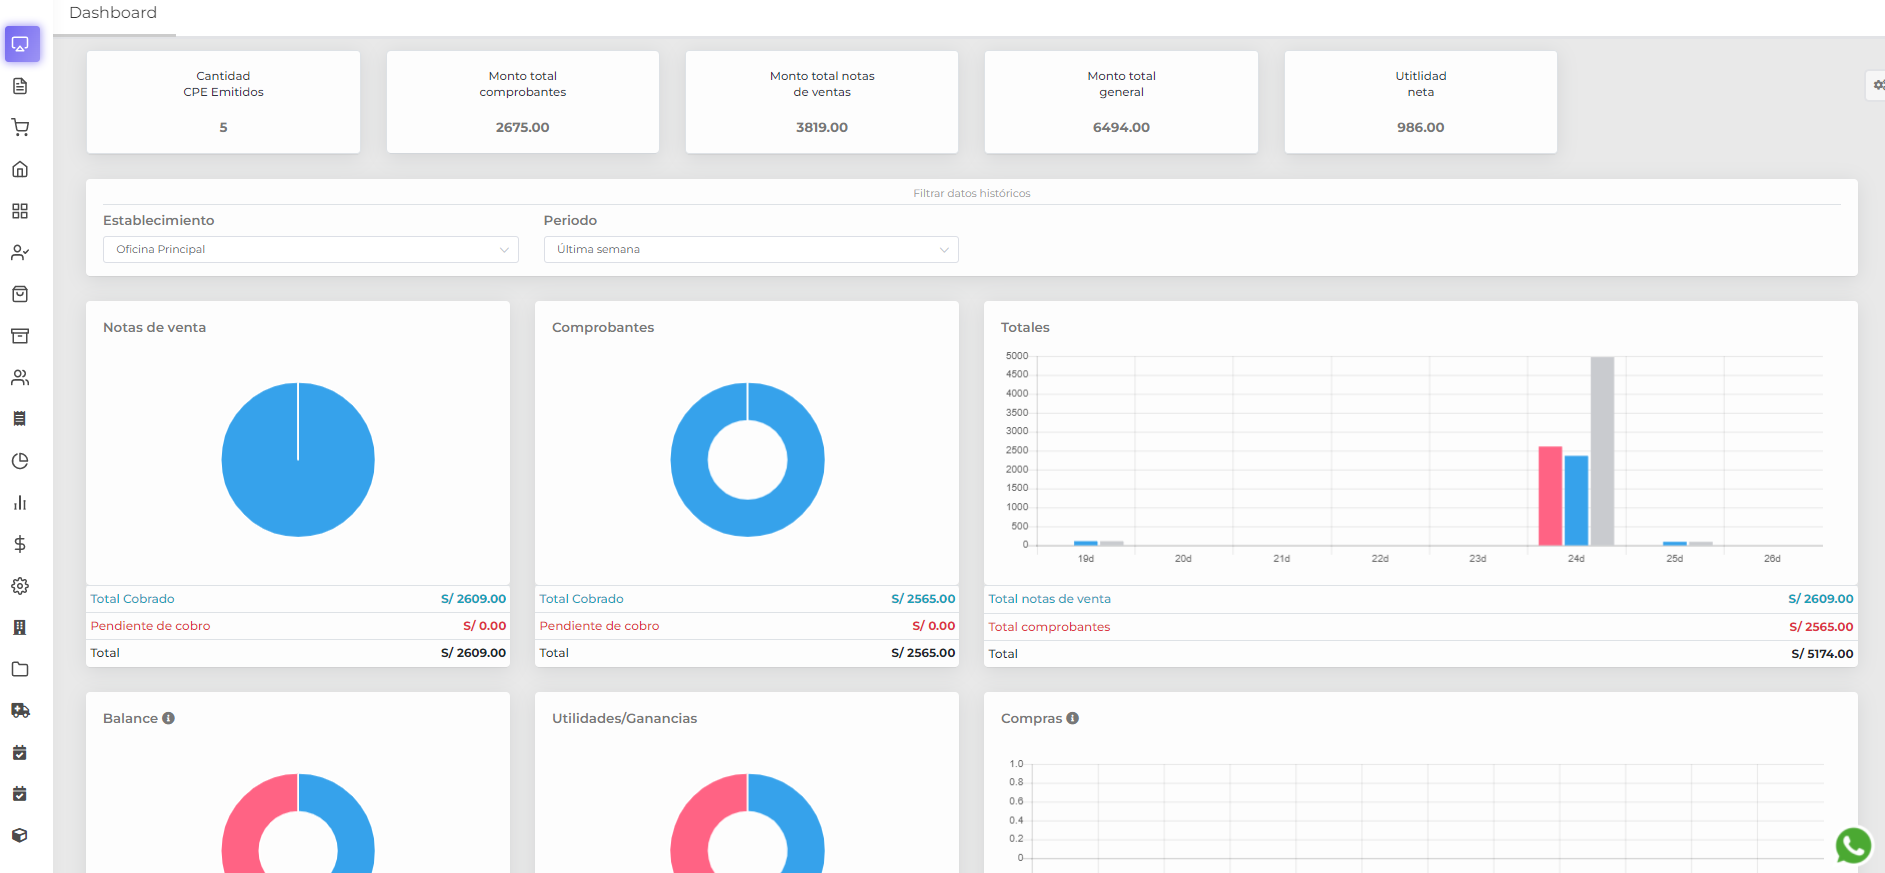 Dashboard
Cantidad
CPE Emitidos
5
Monto total
comprobantes
2675.00
Monto total notas
de ventas
3819.00
Monto total
general
6494.00
Utitlidad
neta
986.00
Filtrar datos históricos
Establecimiento
Oficina Principal
Periodo
Última semana
Notas de venta
Total Cobrado S/ 2609.00
Pendiente de cobro S/ 0.00
Total S/ 2609.00
Comprobantes
Total Cobrado S/ 2565.00
Pendiente de cobro S/ 0.00
Total S/ 2565.00
Totales
5000
4500
4000
3500
3000
2500
2000
1500
1000
500
0
19d 20d 21d 22d 23d 24d 25d 26d
Total notas de venta S/ 2609.00
Total comprobantes S/ 2565.00
Total S/ 5174.00
Balance
Utilidades/Ganancias
Compras
1.0
0.8
0.6
0.4
0.2
0